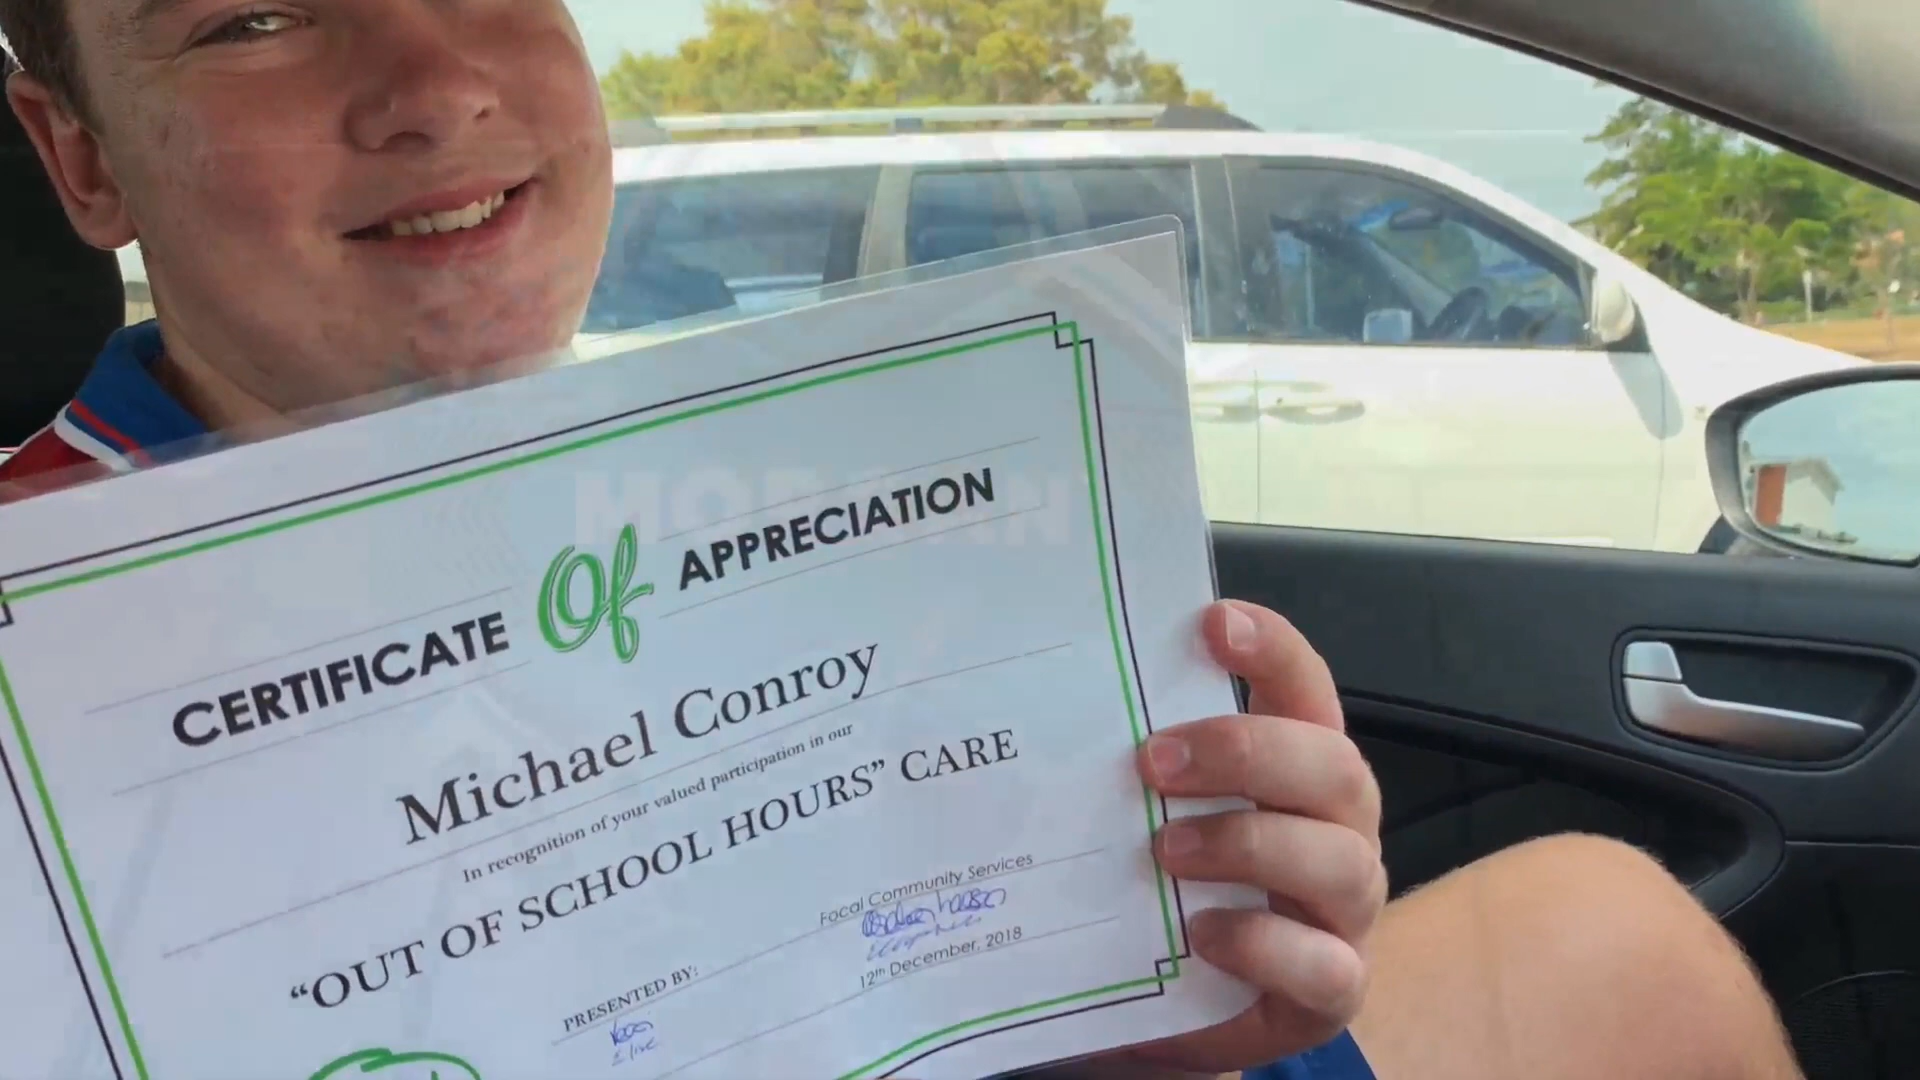 CERTIFICATE Of APPRECIATION
Michael Conroy
In recognition of your valued participation in our
“OUT OF SCHOOL HOURS” CARE
Focal Community Services
PRESENTED BY:
12th December, 2018